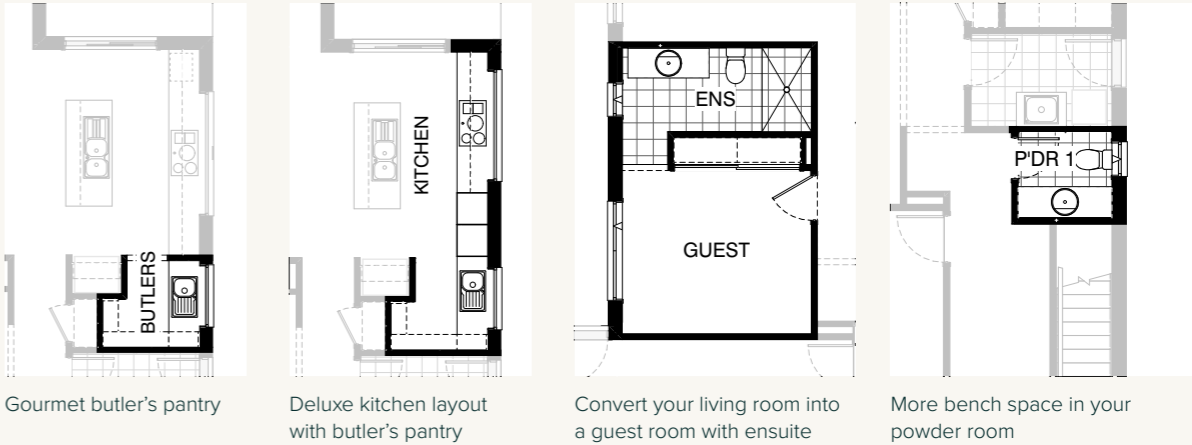 BUTLERS
KITCHEN
ENS
GUEST
P'DR 1
Gourmet butler’s pantry
Deluxe kitchen layout
with butler’s pantry
Convert your living room into
a guest room with ensuite
More bench space in your
powder room